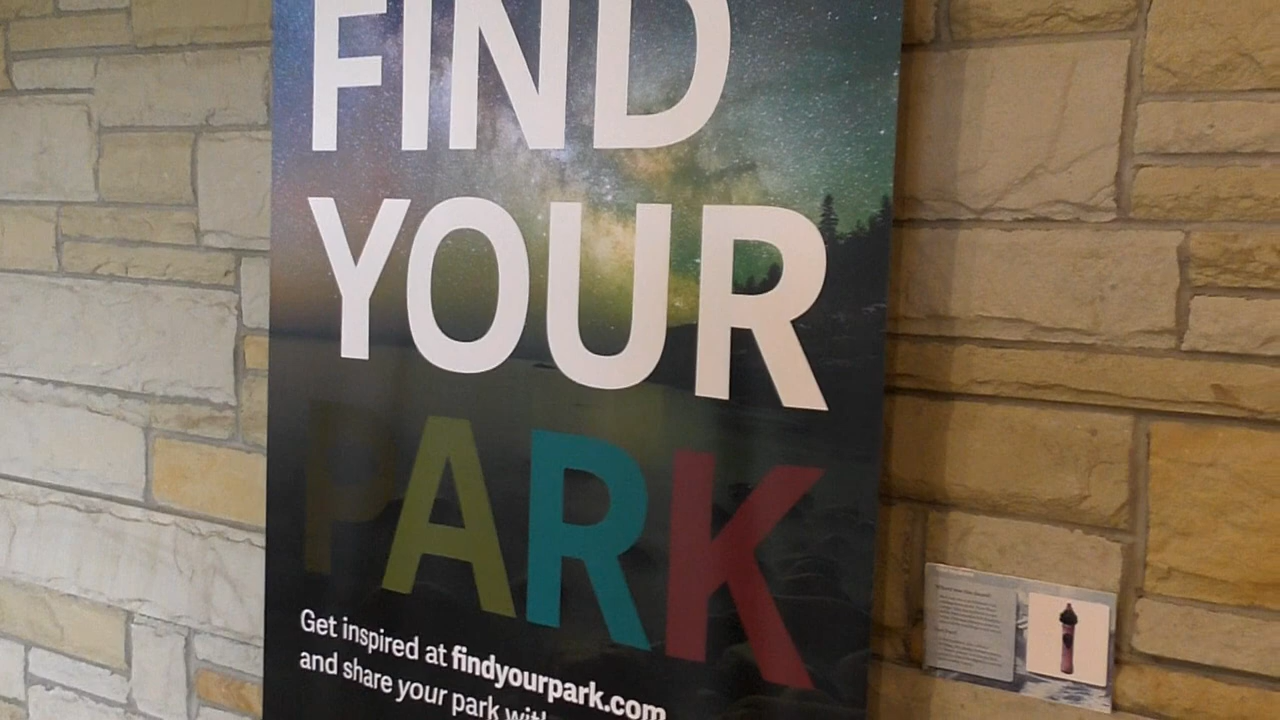 FIND
YOUR
PARK
Get inspired at findyourpark.com
and share your park with